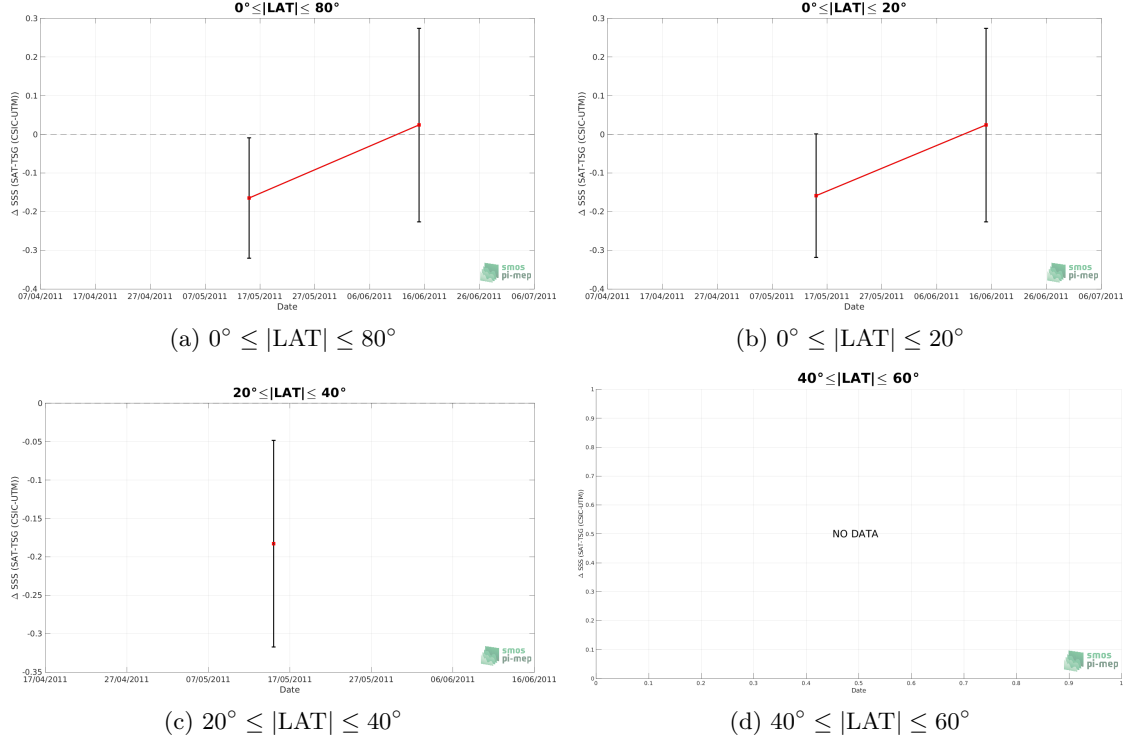 0°≤|LAT|≤ 80°
0.3
0.2
0.1
0
-0.1
-0.2
-0.3
-0.4
Δ SSS (SAT-TSG (CSIC-UTM))
07/04/2011 17/04/2011 27/04/2011 07/05/2011 17/05/2011 27/05/2011 06/06/2011 16/06/2011 26/06/2011 06/07/2011
Date
smos
pi-mep
(a) 0° ≤ |LAT| ≤ 80°
0°≤|LAT|≤ 20°
0.3
0.2
0.1
0
-0.1
-0.2
-0.3
-0.4
Δ SSS (SAT-TSG (CSIC-UTM))
07/04/2011 17/04/2011 27/04/2011 07/05/2011 17/05/2011 27/05/2011 06/06/2011 16/06/2011 26/06/2011 06/07/2011
Date
smos
pi-mep
(b) 0° ≤ |LAT| ≤ 20°
20°≤|LAT|≤ 40°
0
-0.05
-0.1
-0.15
-0.2
-0.25
-0.3
-0.35
Δ SSS (SAT-TSG (CSIC-UTM))
17/04/2011 27/04/2011 07/05/2011 17/05/2011 27/05/2011 06/06/2011 16/06/2011
Date
smos
pi-mep
(c) 20° ≤ |LAT| ≤ 40°
40°≤|LAT|≤ 60°
1
0.9
0.8
0.7
0.6
0.5
0.4
0.3
0.2
0.1
0
Δ SSS (SAT-TSG (CSIC-UTM))
NO DATA
0 0.1 0.2 0.3 0.4 0.5 0.6 0.7 0.8 0.9 1
Date
smos
pi-mep
(d) 40° ≤ |LAT| ≤ 60°